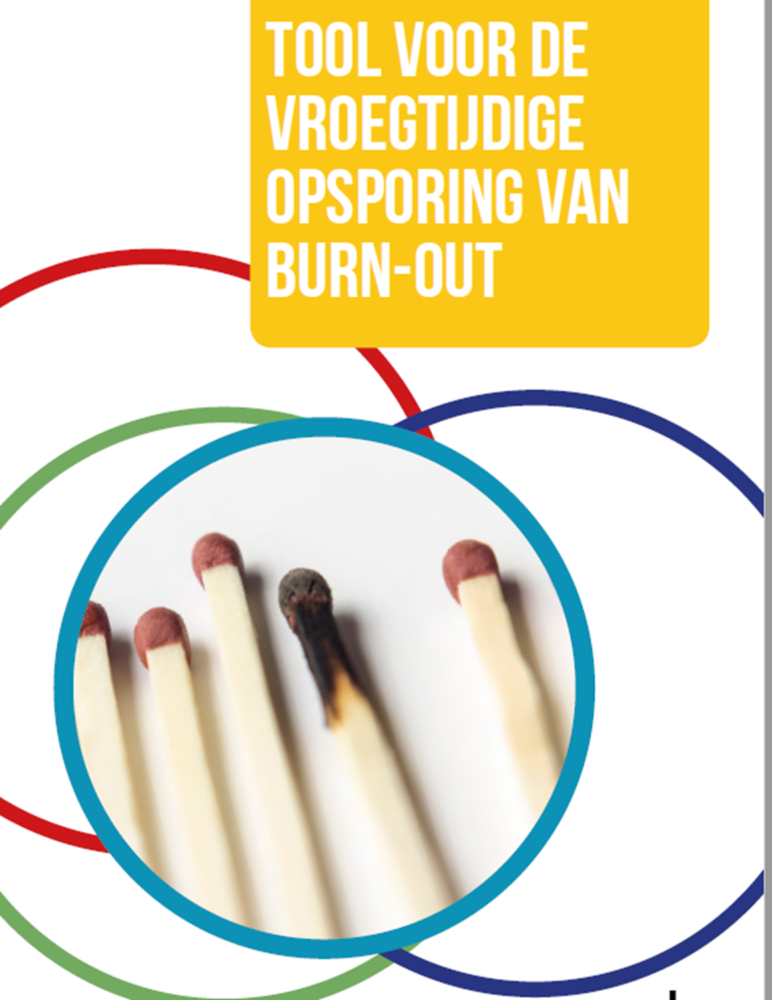 TOOL VOOR DE
VROEGTIJDIGE
OPSPORING VAN
BURN-OUT